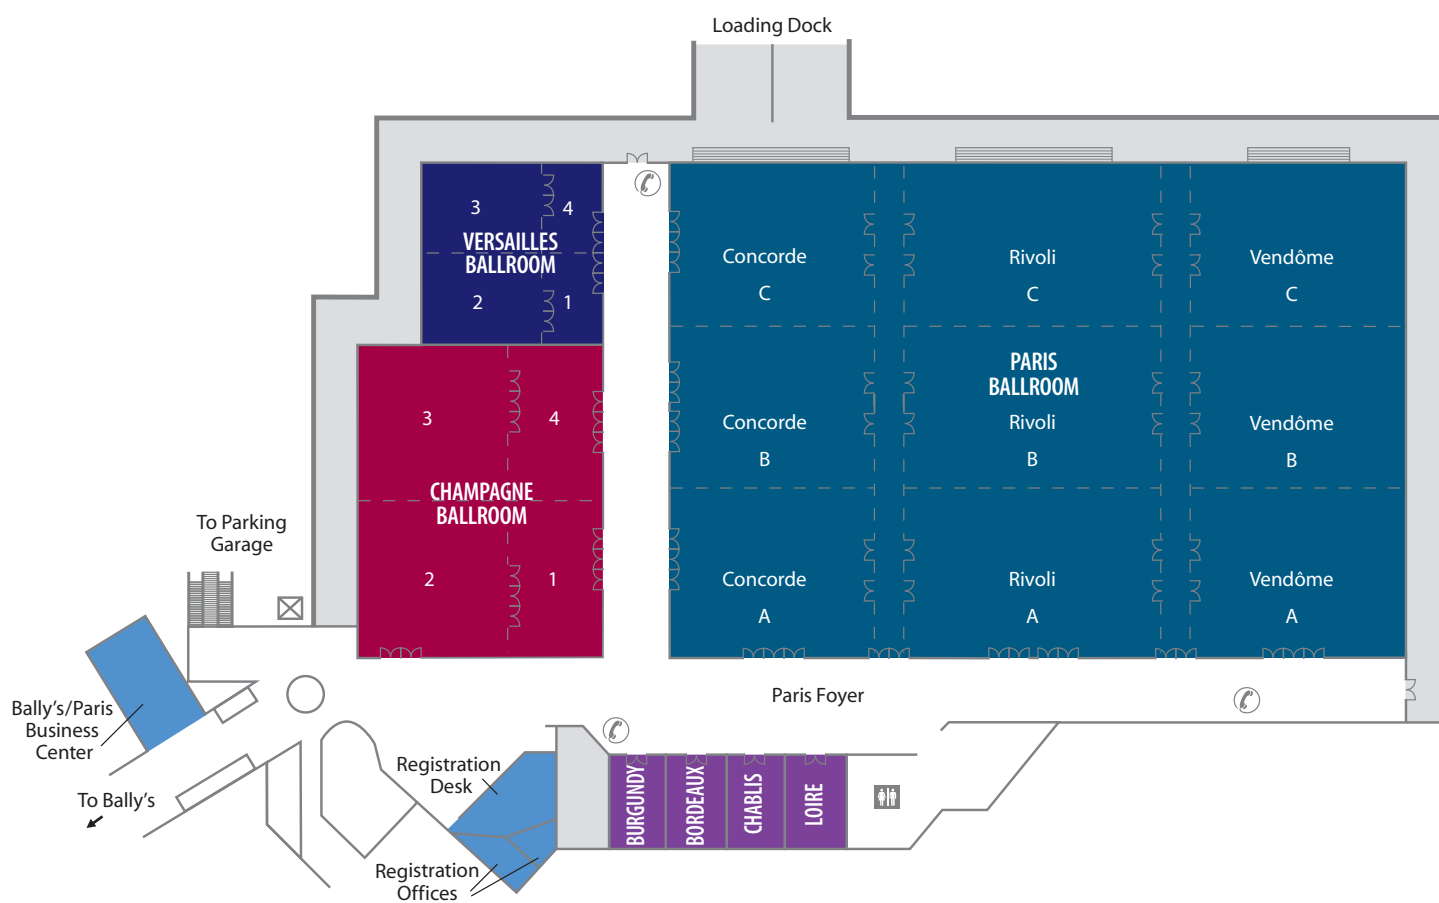 Loading Dock
3
4
VERSAILLES
BALLROOM
2
1
Concorde
C
Rivoli
C
Vendôme
C
PARIS
BALLROOM
3
4
Concorde
B
Rivoli
B
Vendôme
B
CHAMPAGNE
BALLROOM
To Parking
Garage
2
1
Concorde
A
Rivoli
A
Vendôme
A
Paris Foyer
Bally's/Paris
Business
Center
To Bally's
Registration
Desk
BURGUNDY
BORDEAUX
CHABLIS
LOIRE
Registration
Offices